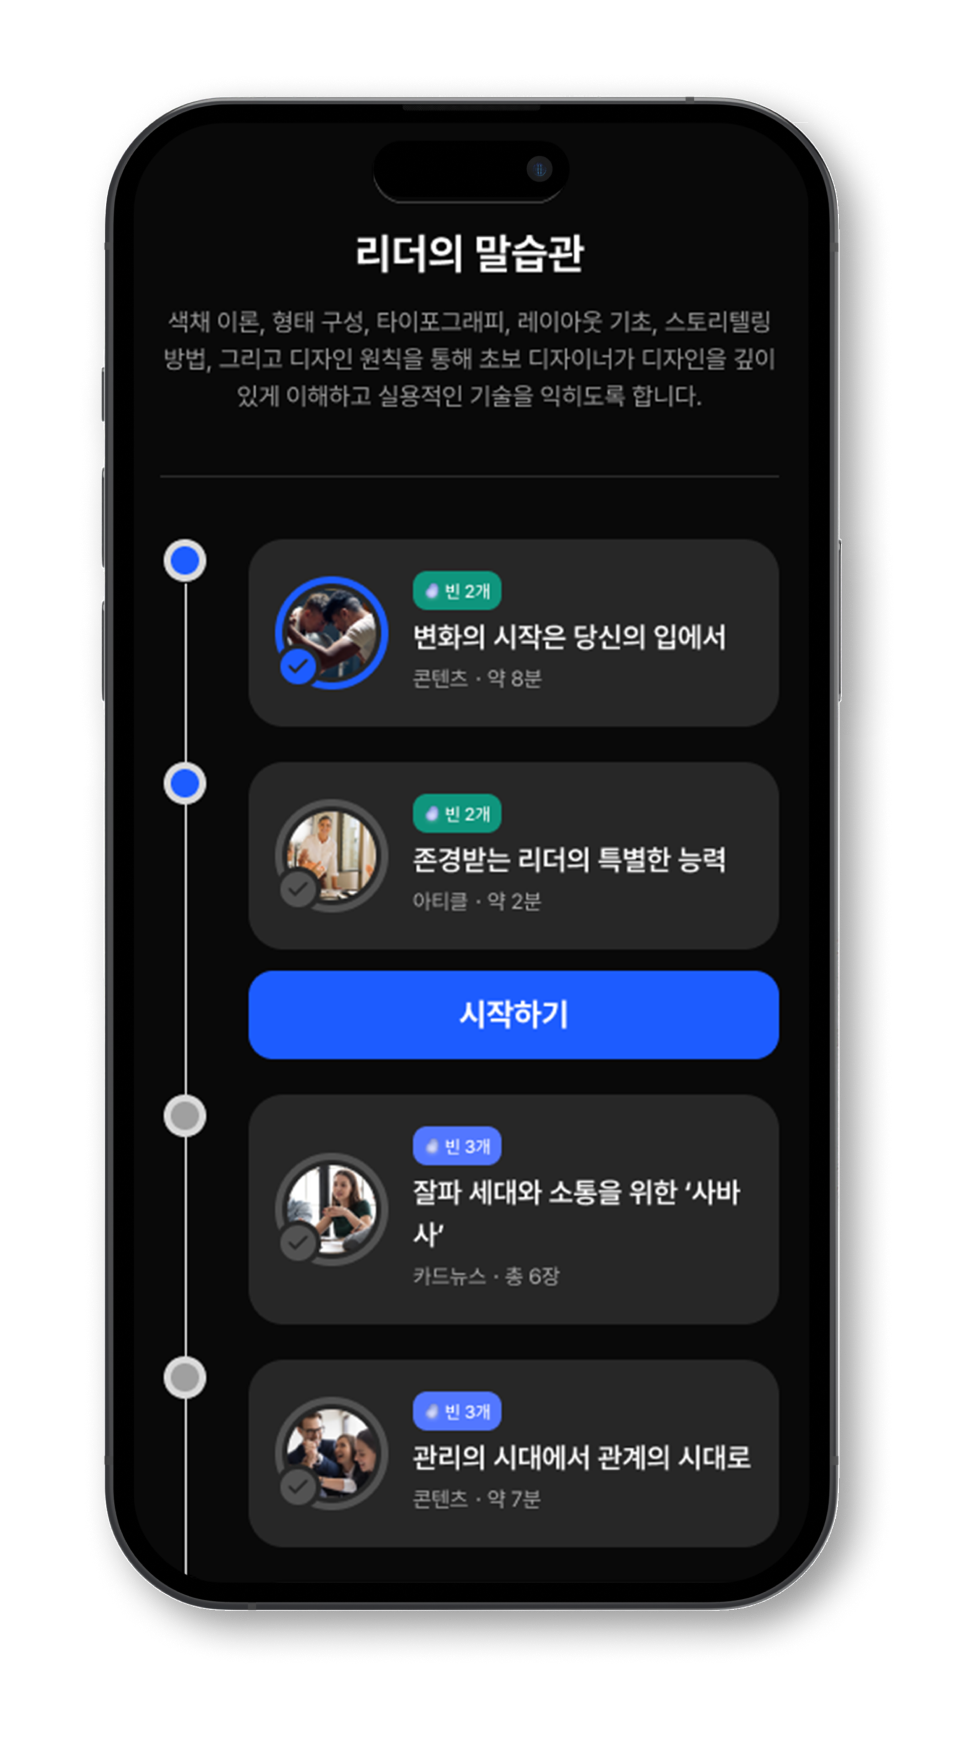 리더의 말습관
색채 이론, 형태 구성, 타이포그래피, 레이아웃 기초, 스토리텔링
방법, 그리고 디자인 원칙을 통해 초보 디자이너가 디자인을 깊이
있게 이해하고 실용적인 기술을 익히도록 합니다.
빈 2개
변화의 시작은 당신의 입에서
콘텐츠 · 약 8분
빈 2개
존경받는 리더의 특별한 능력
아티클 · 약 2분
시작하기
빈 3개
잘파 세대와 소통을 위한 ‘사바
사’
카드뉴스 · 총 6장
빈 3개
관리의 시대에서 관계의 시대로
콘텐츠 · 약 7분